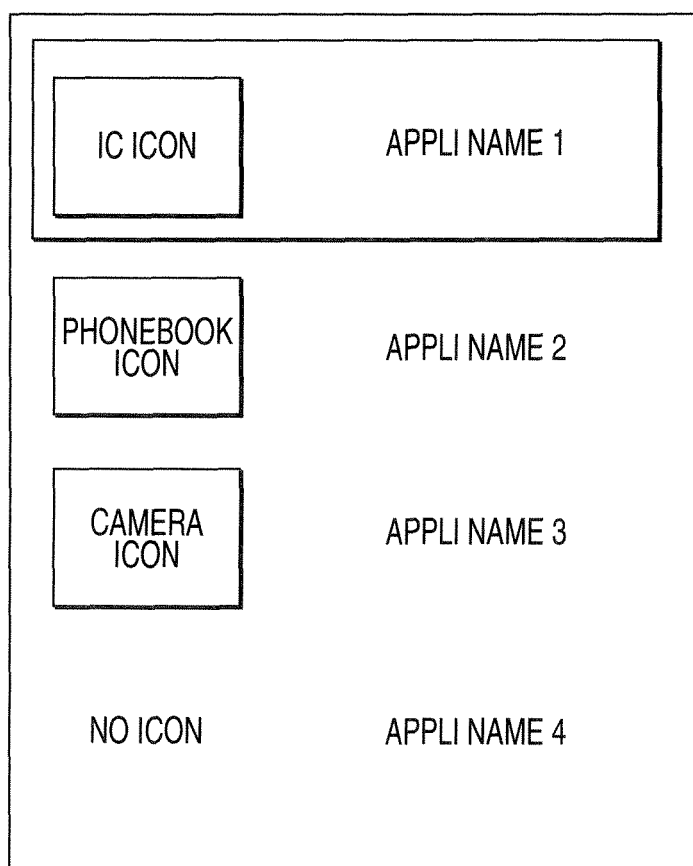 IC ICON APPLI NAME 1
PHONEBOOK
ICON
APPLI NAME 2
CAMERA
ICON
APPLI NAME 3
NO ICON APPLI NAME 4